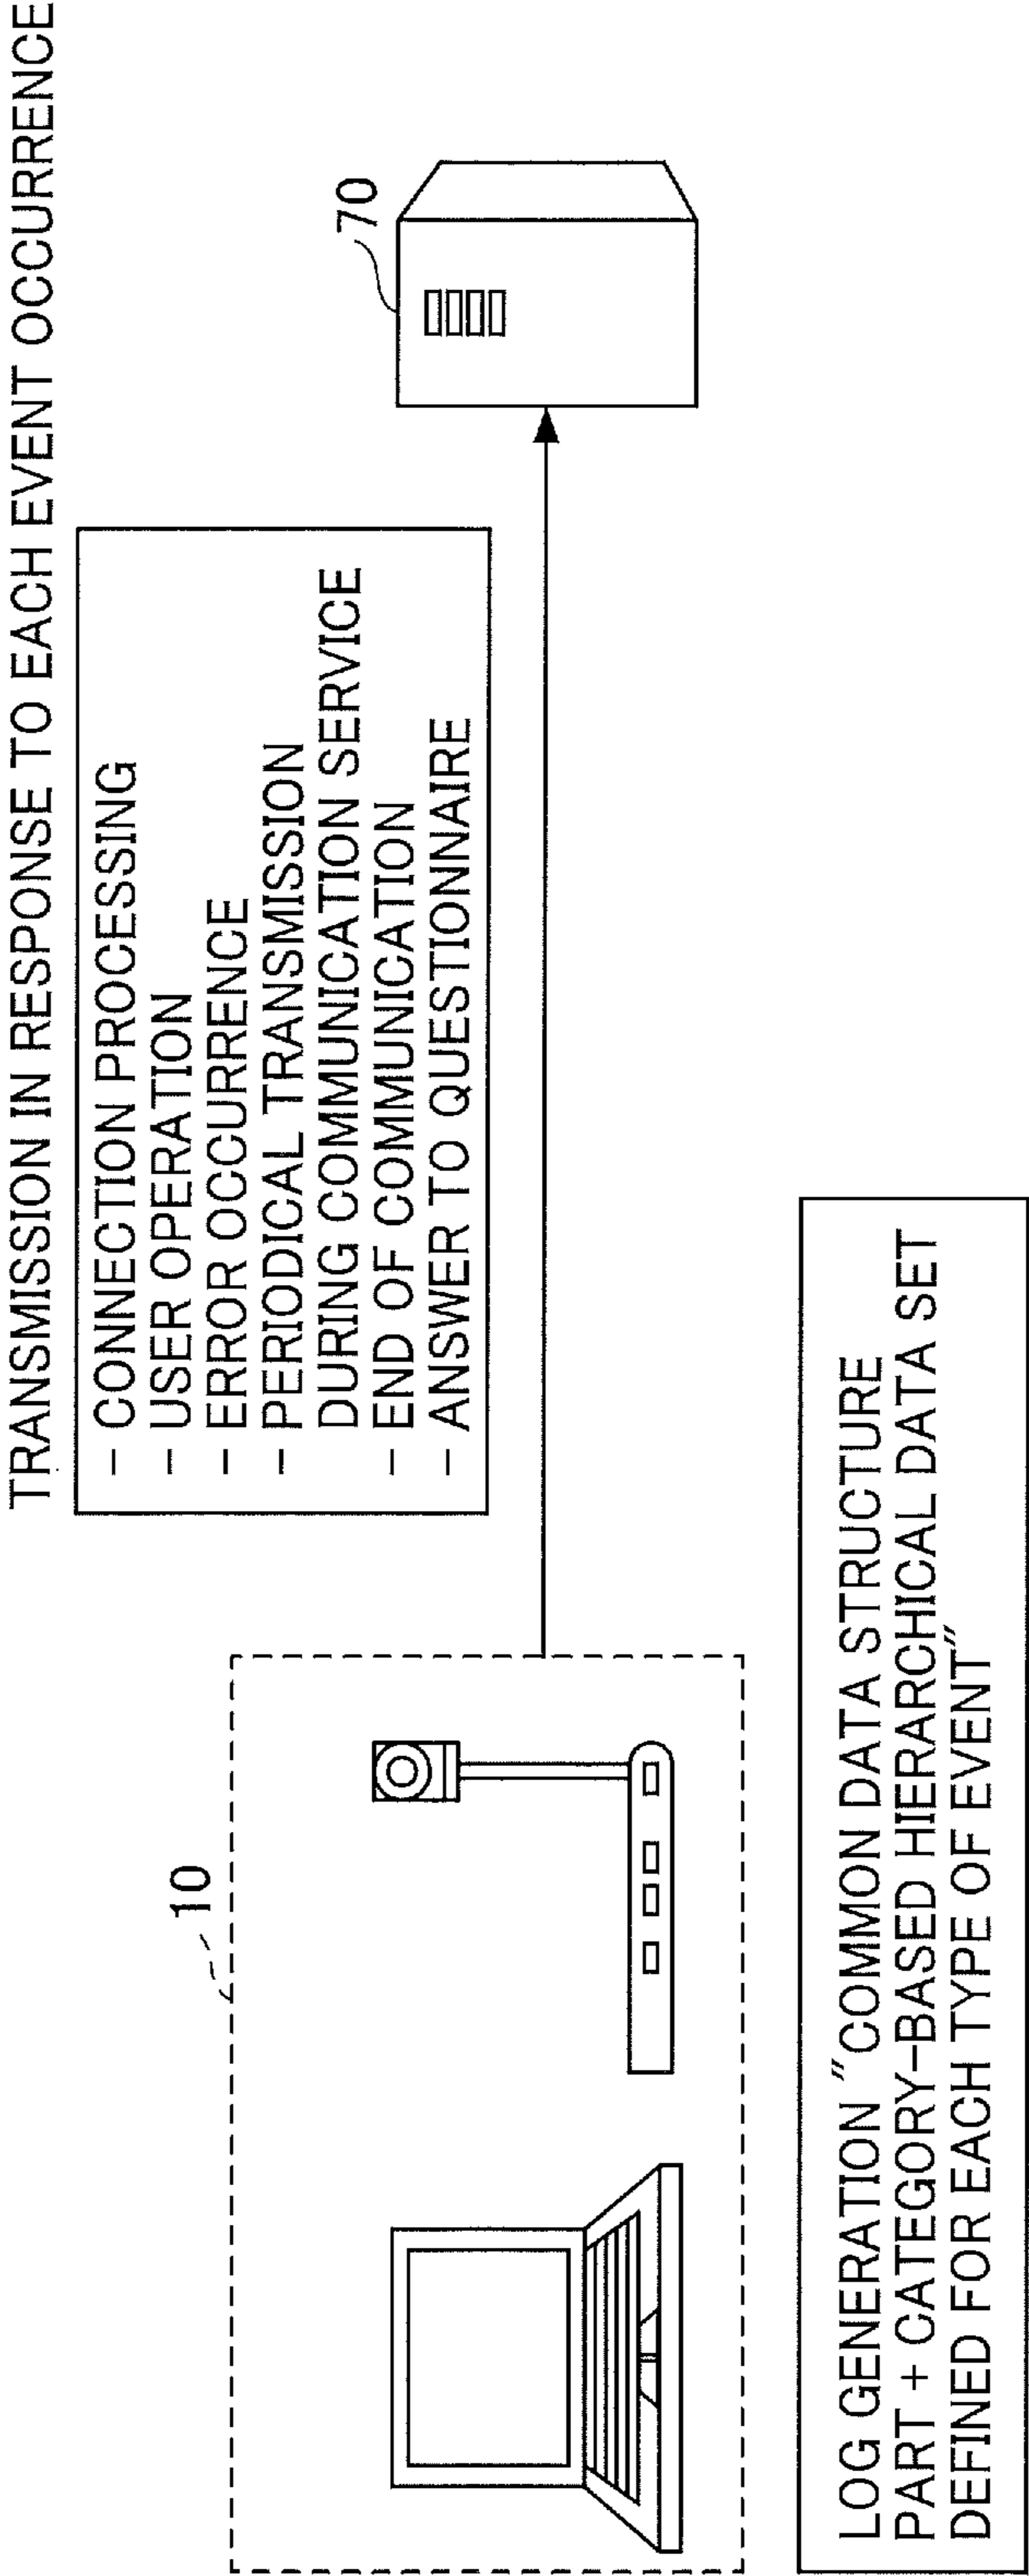 TRANSMISSION IN RESPONSE TO EACH EVENT OCCURRENCE
- CONNECTION PROCESSING
- USER OPERATION
- ERROR OCCURRENCE
- PERIODICAL TRANSMISSION
DURING COMMUNICATION SERVICE
- END OF COMMUNICATION
- ANSWER TO QUESTIONNAIRE
10
70
LOG GENERATION "COMMON DATA STRUCTURE
PART + CATEGORY-BASED HIERARCHICAL DATA SET
DEFINED FOR EACH TYPE OF EVENT"